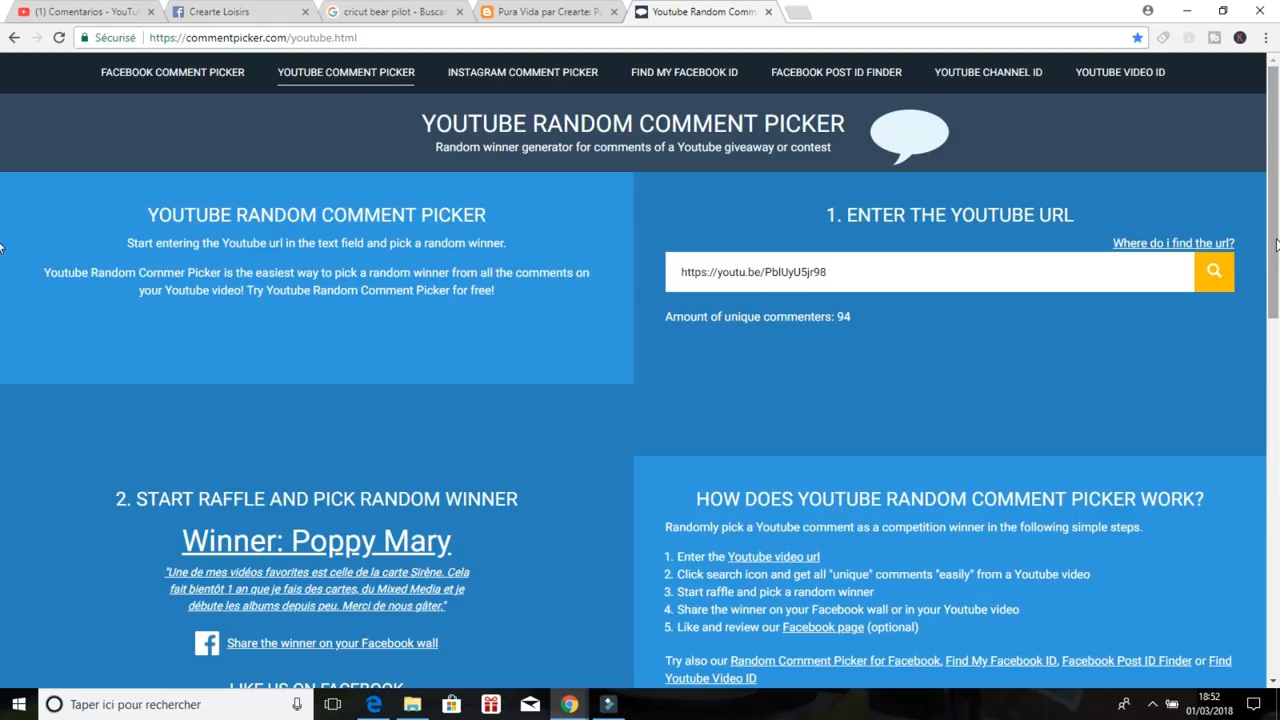 (1) Comentarios - YouTu
Crearte Loisirs
cricut bear pilot - Buscar
Pura Vida par Crearte: Pu
Youtube Random Comm
Sécurisé
https://commentpicker.com/youtube.html
FACEBOOK COMMENT PICKER
YOUTUBE COMMENT PICKER
INSTAGRAM COMMENT PICKER
FIND MY FACEBOOK ID
FACEBOOK POST ID FINDER
YOUTUBE CHANNEL ID
YOUTUBE VIDEO ID
YOUTUBE RANDOM COMMENT PICKER
Random winner generator for comments of a Youtube giveaway or contest
YOUTUBE RANDOM COMMENT PICKER
Start entering the Youtube url in the text field and pick a random winner.
Youtube Random Commer Picker is the easiest way to pick a random winner from all the comments on
your Youtube video! Try Youtube Random Comment Picker for free!
1. ENTER THE YOUTUBE URL
Where do i find the url?
https://youtu.be/PblUyU5jr98
Amount of unique commenters: 94
2. START RAFFLE AND PICK RANDOM WINNER
Winner: Poppy Mary
"Une de mes vidéos favorites est celle de la carte Sirène. Cela
fait bientôt 1 an que je fais des cartes, du Mixed Media et je
débute les albums depuis peu. Merci de nous gâter."
Share the winner on your Facebook wall
LIKE US ON FACEBOOK
HOW DOES YOUTUBE RANDOM COMMENT PICKER WORK?
Randomly pick a Youtube comment as a competition winner in the following simple steps.
1. Enter the Youtube video url
2. Click search icon and get all "unique" comments "easily" from a Youtube video
3. Start raffle and pick a random winner
4. Share the winner on your Facebook wall or in your Youtube video
5. Like and review our Facebook page (optional)
Try also our Random Comment Picker for Facebook, Find My Facebook ID, Facebook Post ID Finder or Find
Youtube Video ID
Taper ici pour rechercher
18:52
01/03/2018